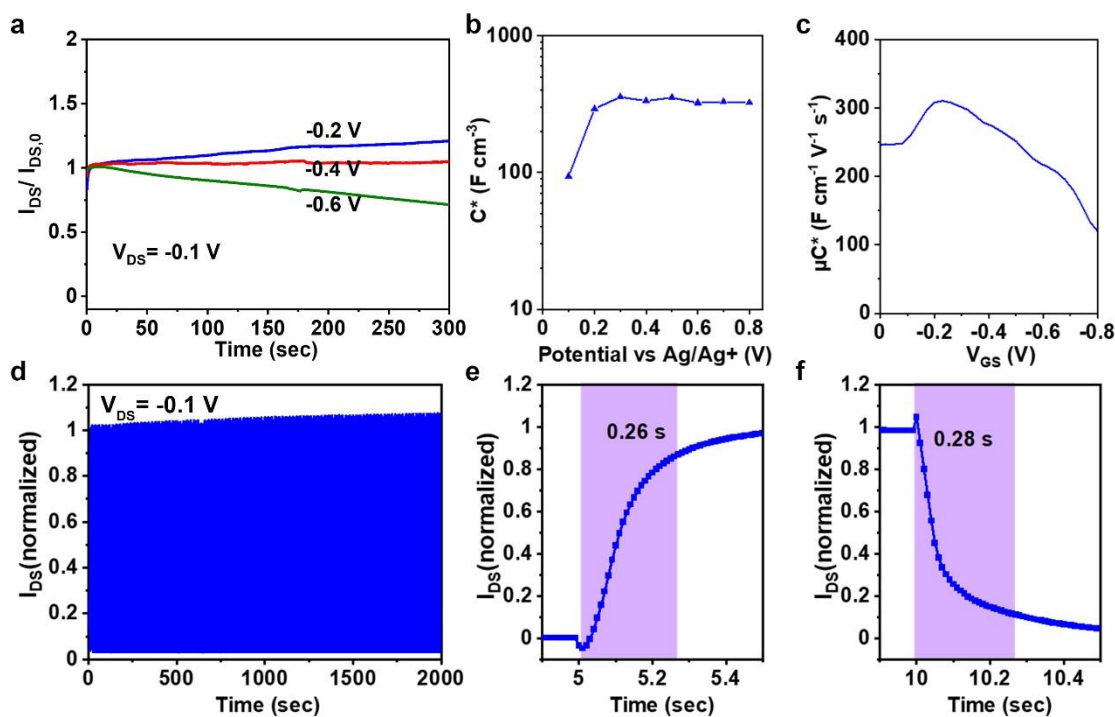 a
2
1.5
1
0.5
0
I_DS/ I_DS,0
-0.2 V
-0.4 V
-0.6 V
V_DS= -0.1 V
0 50 100 150 200 250 300
Time (sec)
b
1000
100
10
C* (F cm⁻³)
0 0.2 0.4 0.6 0.8
Potential vs Ag/Ag+ (V)
c
400
300
200
100
0
μC* (F cm⁻¹ V⁻¹ s⁻¹)
0 -0.2 -0.4 -0.6 -0.8
V_GS (V)
d
1.2
1
0.8
0.6
0.4
0.2
0
I_DS(normalized)
V_DS= -0.1 V
0 500 1000 1500 2000
Time (sec)
e
1.2
1
0.8
0.6
0.4
0.2
0
I_DS(normalized)
0.26 s
5 5.2 5.4
Time (sec)
f
1.2
1
0.8
0.6
0.4
0.2
0
I_DS(normalized)
0.28 s
10 10.2 10.4
Time (sec)